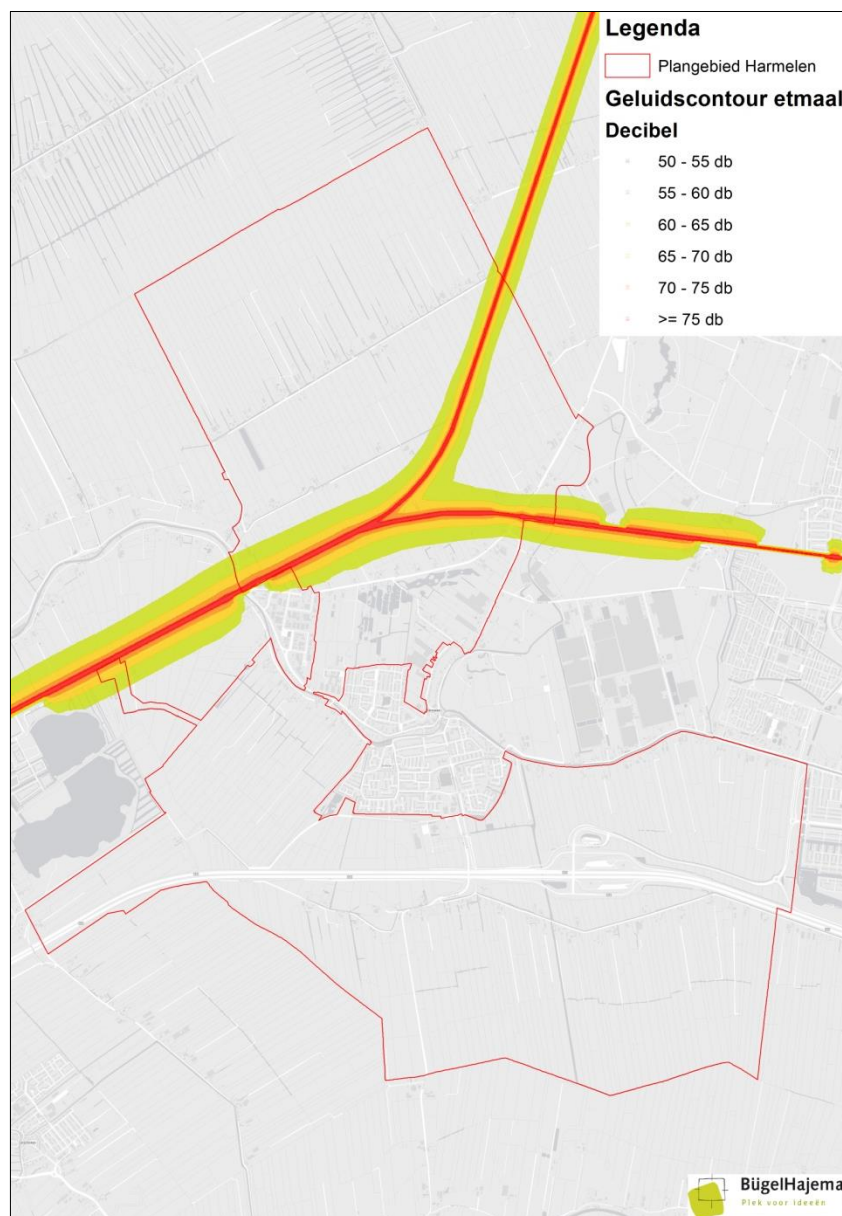 Legenda
Plangebied Harmelen
Geluidscontour etmaal
Decibel
50 - 55 db
55 - 60 db
60 - 65 db
65 - 70 db
70 - 75 db
>= 75 db
BügelHajema
Plek voor ideeën